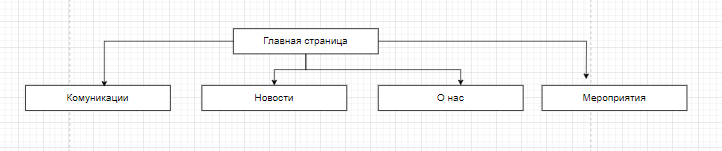 Главная страница
Комуникации
Новости
О нас
Мероприятия